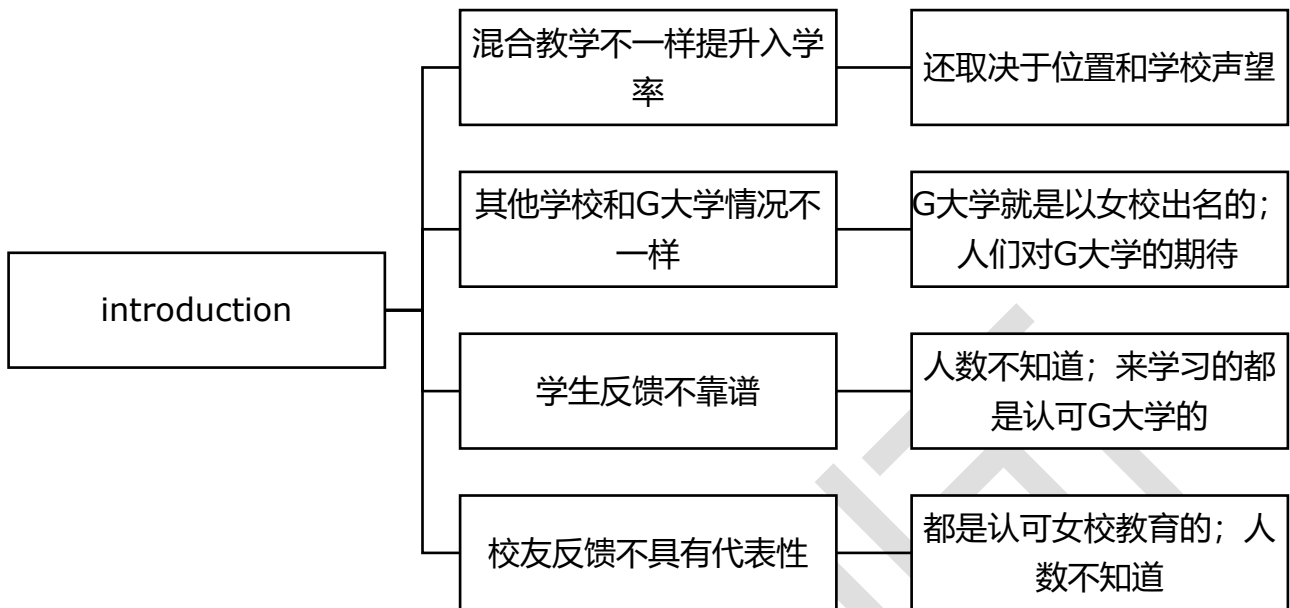 introduction
混合教学不一样提升入学
率
还取决于位置和学校声望
其他学校和G大学情况不
一样
G大学就是以女校出名的；
人们对G大学的期待
学生反馈不靠谱
人数不知道；来学习的都
是认可G大学的
校友反馈不具有代表性
都是认可女校教育的；人
数不知道